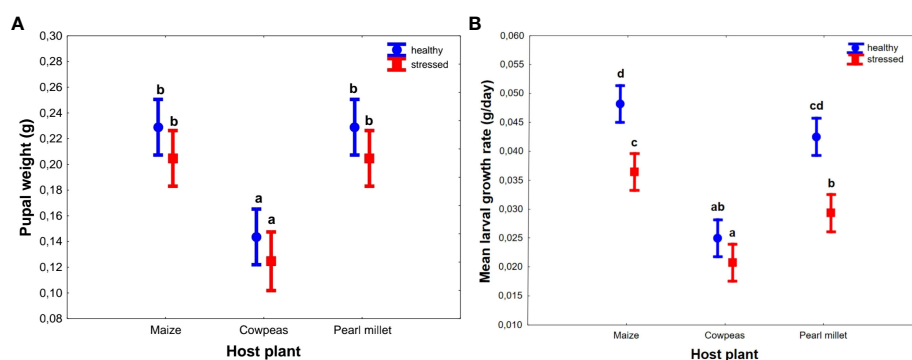 A
0,30
0,28
0,26
0,24
0,22
0,20
0,18
0,16
0,14
0,12
0,10
0,08
Pupal weight (g)
healthy
stressed
b
b
a
a
b
b
Maize Cowpeas Pearl millet
Host plant
B
0,060
0,055
0,050
0,045
0,040
0,035
0,030
0,025
0,020
0,015
0,010
Mean larval growth rate (g/day)
healthy
stressed
d
c
ab
a
cd
b
Maize Cowpeas Pearl millet
Host plant